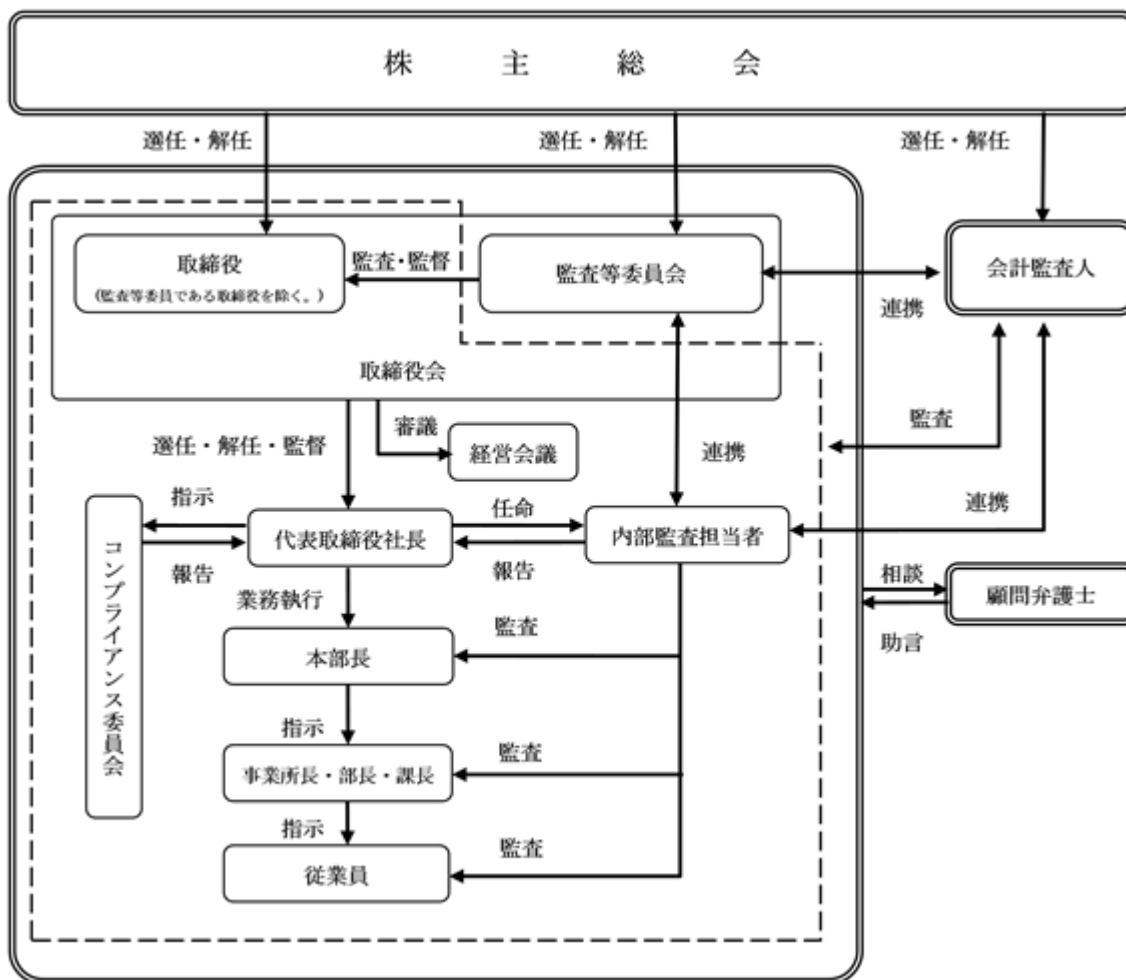 株主総会
選任・解任
選任・解任
選任・解任
取締役
(監査等委員である取締役を除く。)
監査・監督
監査等委員会
会計監査人
連携
取締役会
監査
選任・解任・監督
審議
経営会議
連携
連携
指示
任命
代表取締役社長
内部監査担当者
報告
報告
コンプライアンス委員会
相談
顧問弁護士
助言
業務執行
監査
本部長
指示
監査
事業所長・部長・課長
指示
監査
従業員